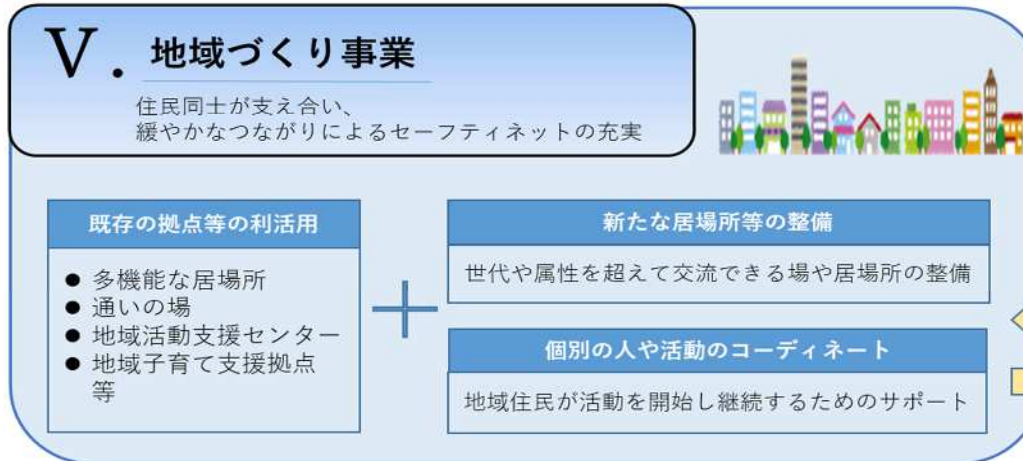 Ⅴ. 地域づくり事業
住民同士が支え合い、
緩やかなつながりによるセーフティネットの充実
既存の拠点等の利活用
● 多機能な居場所
● 通いの場
● 地域活動支援センター
● 地域子育て支援拠点
等
新たな居場所等の整備
世代や属性を超えて交流できる場や居場所の整備
個別の人や活動のコーディネート
地域住民が活動を開始し継続するためのサポート